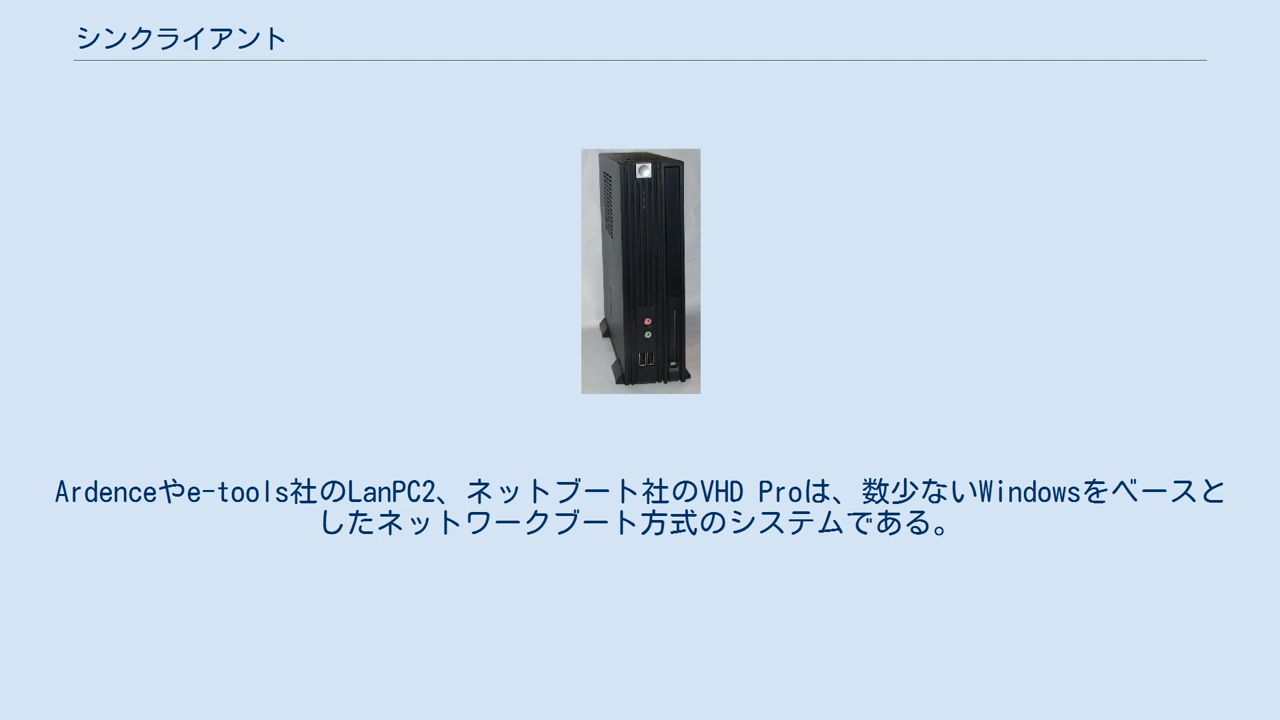 シンクライアント
Ardenceやe-tools社のLanPC2、ネットブート社のVHD Proは、数少ないWindowsをベースと
したネットワークブート方式のシステムである。